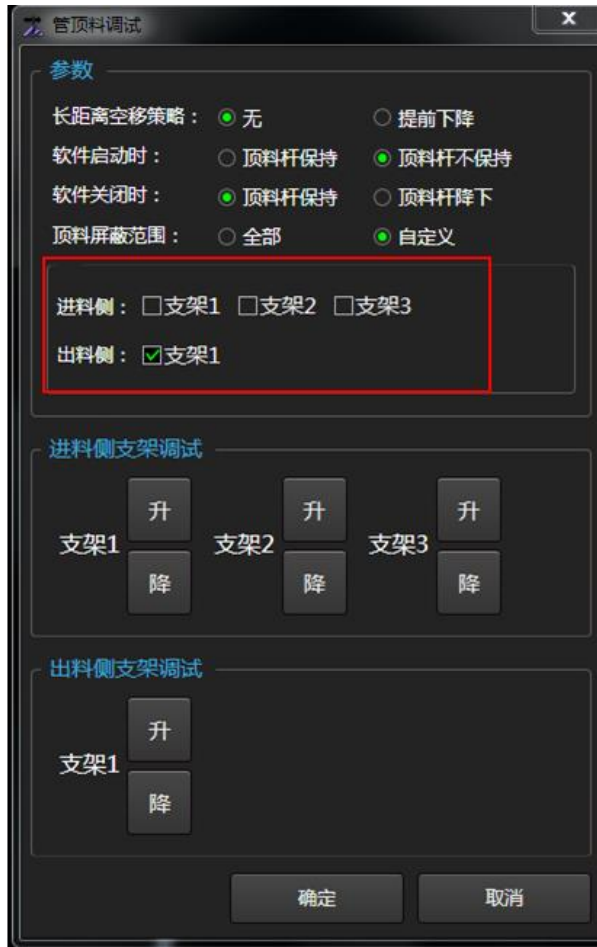 管顶料调试
参数
长距离空移策略： 无 提前下降
软件启动时： 顶料杆保持 顶料杆不保持
软件关闭时： 顶料杆保持 顶料杆降下
顶料屏蔽范围： 全部 自定义
进料侧： 支架1 支架2 支架3
出料侧： 支架1
进料侧支架调试
升 升 升
支架1 支架2 支架3
降 降 降
出料侧支架调试
升
支架1
降
确定 取消